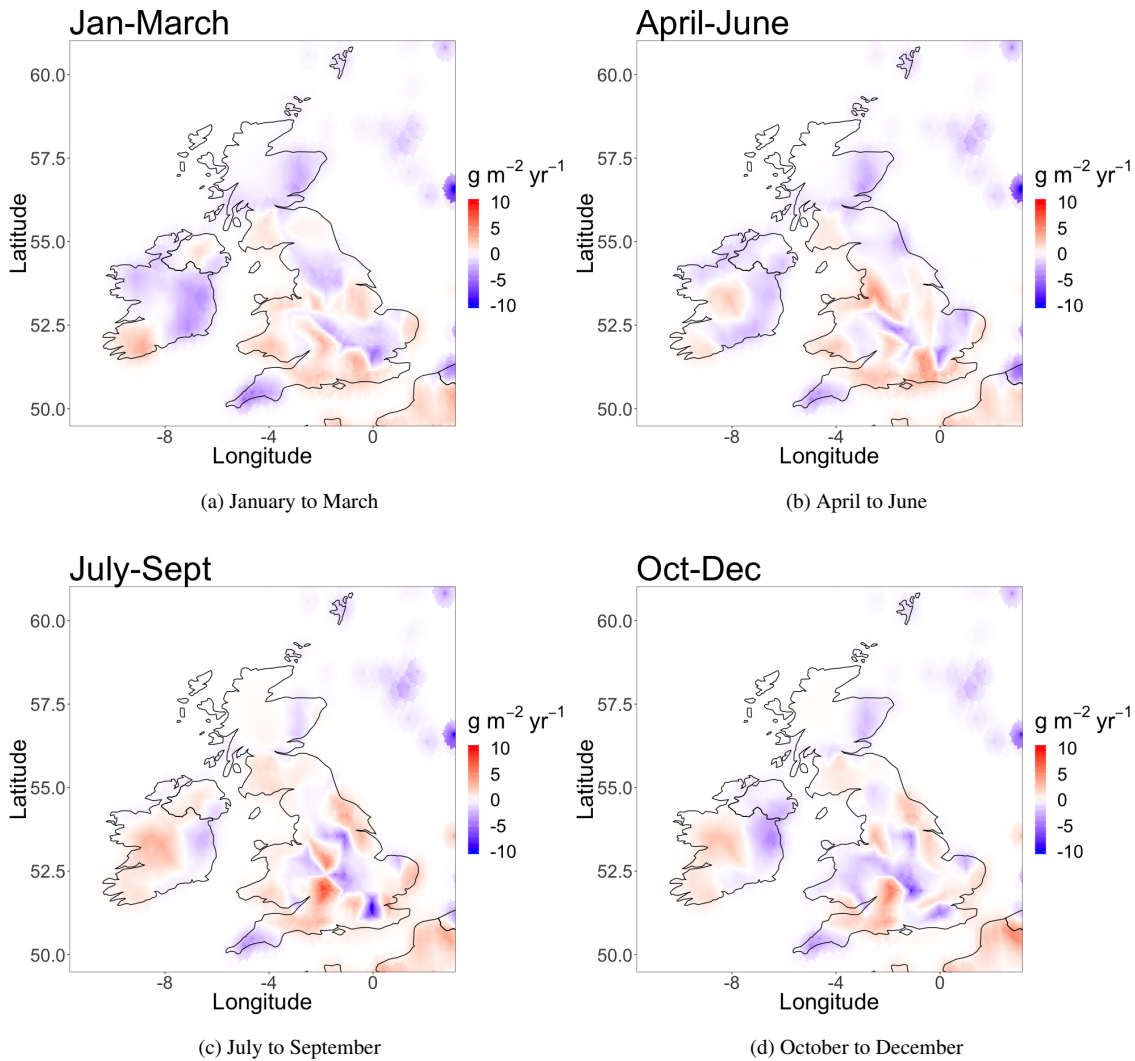 Jan-March
April-June
60.0
57.5
55.0
52.5
50.0
Latitude
-8
-4
0
Longitude
g m⁻² yr⁻¹
10
5
0
-5
-10
60.0
57.5
55.0
52.5
50.0
Latitude
-8
-4
0
Longitude
g m⁻² yr⁻¹
10
5
0
-5
-10
(a) January to March
(b) April to June
July-Sept
Oct-Dec
60.0
57.5
55.0
52.5
50.0
Latitude
-8
-4
0
Longitude
g m⁻² yr⁻¹
10
5
0
-5
-10
60.0
57.5
55.0
52.5
50.0
Latitude
-8
-4
0
Longitude
g m⁻² yr⁻¹
10
5
0
-5
-10
(c) July to September
(d) October to December